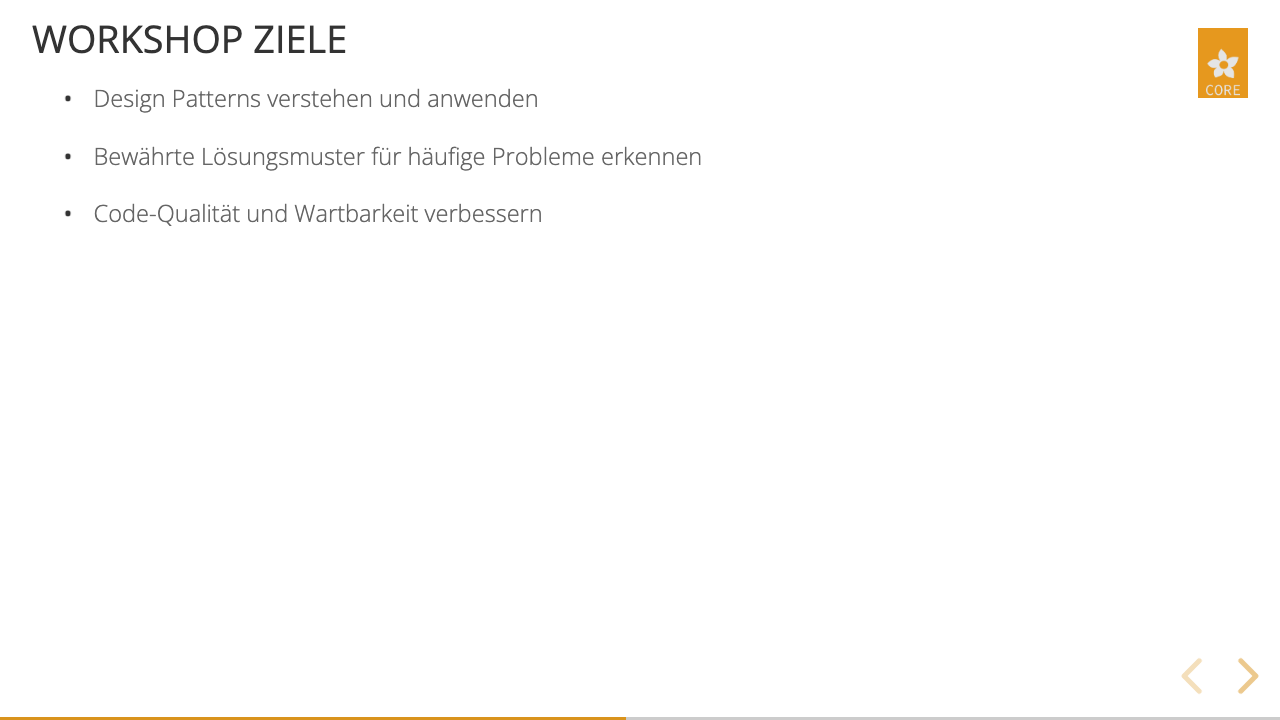 WORKSHOP ZIELE
CORE
• Design Patterns verstehen und anwenden
• Bewährte Lösungsmuster für häufige Probleme erkennen
• Code-Qualität und Wartbarkeit verbessern